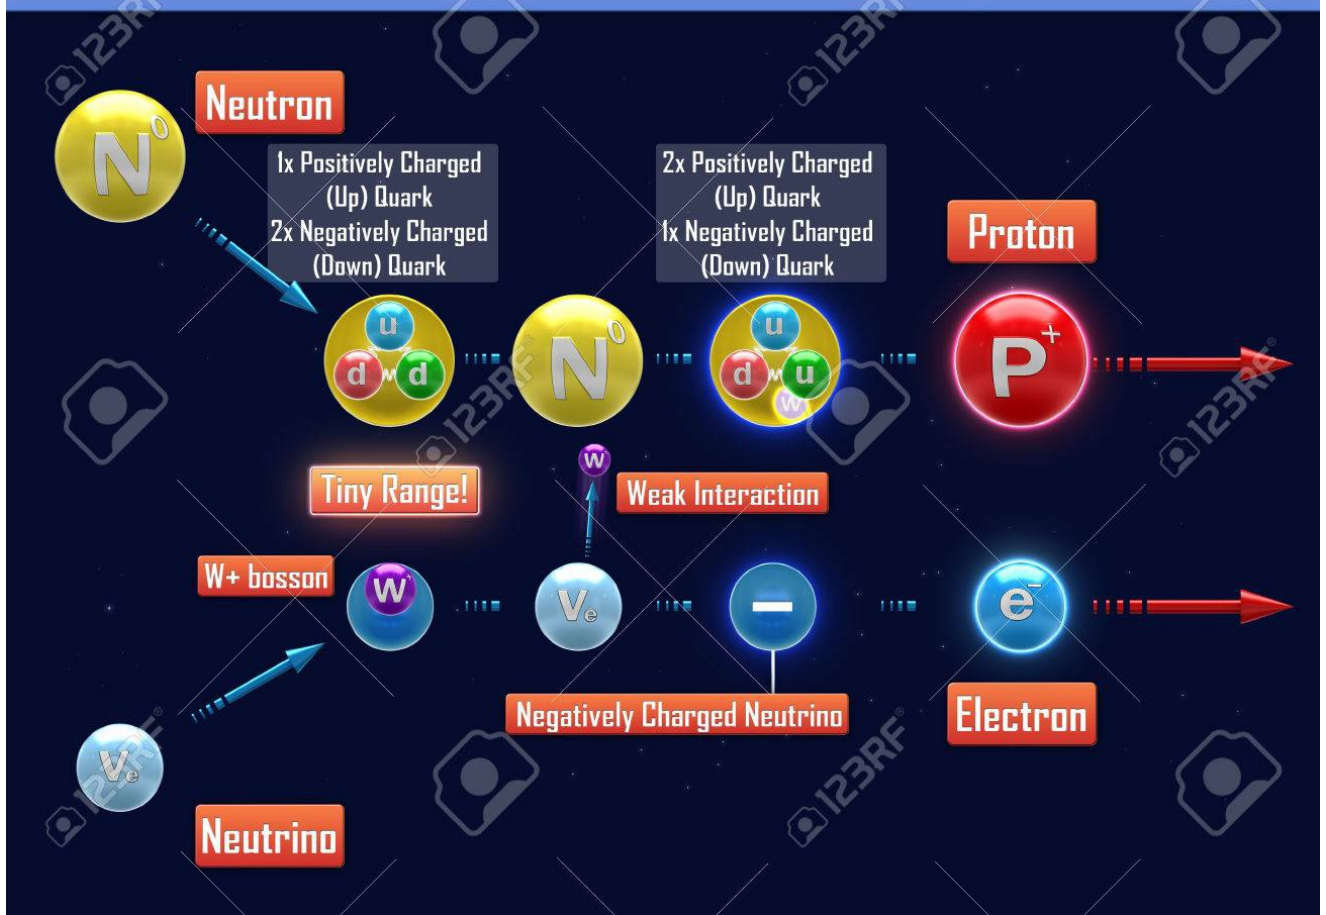 Neutron
N0
1x Positively Charged
(Up) Quark
2x Negatively Charged
(Down) Quark
2x Positively Charged
(Up) Quark
1x Negatively Charged
(Down) Quark
Proton
u
d d
N0
u
d u
W
P+
W
Tiny Range!
Weak Interaction
W+ bosson
W+
Ve
−
e−
Negatively Charged Neutrino
Electron
Ve
Neutrino
123RF®
123RF®
123RF®
123RF®
123RF®
123RF®